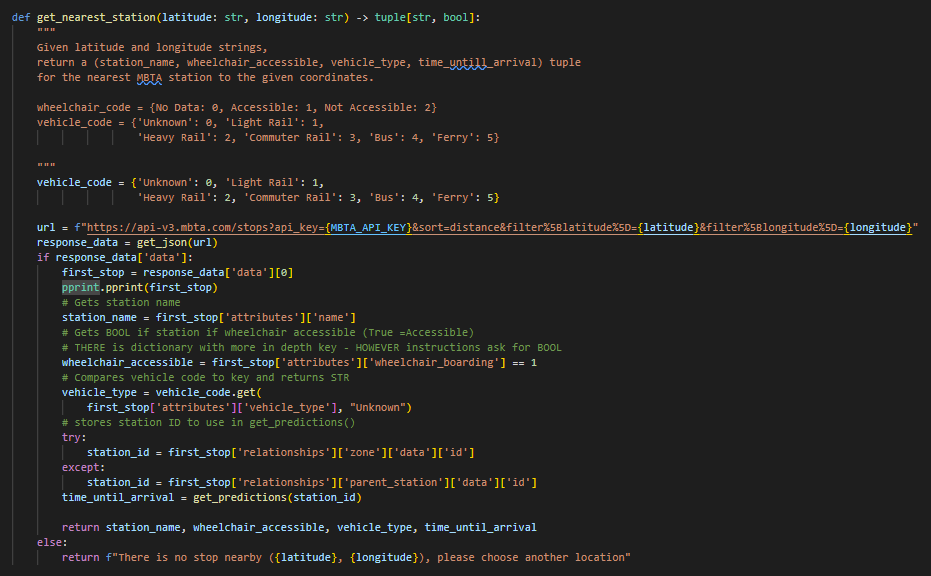 def get_nearest_station(latitude: str, longitude: str) -> tuple[str, bool]:
    """
    Given latitude and longitude strings,
    return a (station_name, wheelchair_accessible, vehicle_type, time_untill_arrival) tuple
    for the nearest MBTA station to the given coordinates.

    wheelchair_code = {No Data: 0, Accessible: 1, Not Accessible: 2}
    vehicle_code = {'Unknown': 0, 'Light Rail': 1,
                    'Heavy Rail': 2, 'Commuter Rail': 3, 'Bus': 4, 'Ferry': 5}

    """
    vehicle_code = {'Unknown': 0, 'Light Rail': 1,
                    'Heavy Rail': 2, 'Commuter Rail': 3, 'Bus': 4, 'Ferry': 5}

    url = f"https://api-v3.mbta.com/stops?api_key={MBTA_API_KEY}&sort=distance&filter%5Blatitude%5D={latitude}&filter%5Blongitude%5D={longitude}"
    response_data = get_json(url)
    if response_data['data']:
        first_stop = response_data['data'][0]
        pprint.pprint(first_stop)
        # Gets station name
        station_name = first_stop['attributes']['name']
        # Gets BOOL if station if wheelchair accessible (True =Accessible)
        # THERE is dictionary with more in depth key - HOWEVER instructions ask for BOOL
        wheelchair_accessible = first_stop['attributes']['wheelchair_boarding'] == 1
        # Compares vehicle code to key and returns STR
        vehicle_type = vehicle_code.get(
            first_stop['attributes']['vehicle_type'], "Unknown")
        # stores station ID to use in get_predictions()
        try:
            station_id = first_stop['relationships']['zone']['data']['id']
        except:
            station_id = first_stop['relationships']['parent_station']['data']['id']
        time_until_arrival = get_predictions(station_id)

        return station_name, wheelchair_accessible, vehicle_type, time_until_arrival
    else:
        return f"There is no stop nearby ({latitude}, {longitude}), please choose another location"